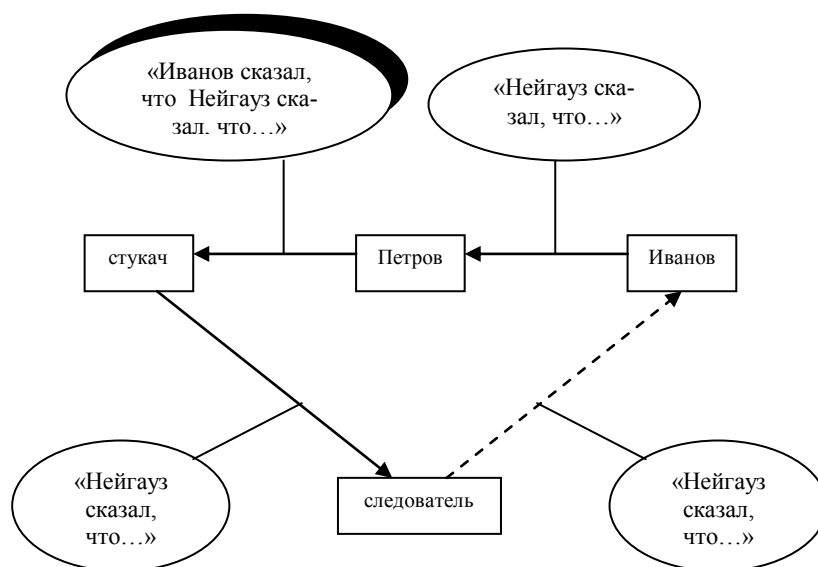 «Иванов сказал,
что Нейгауз ска-
зал, что…»
«Нейгауз ска-
зал, что…»
стукач
Петров
Иванов
«Нейгауз
сказал,
что…»
следователь
«Нейгауз
сказал,
что…»